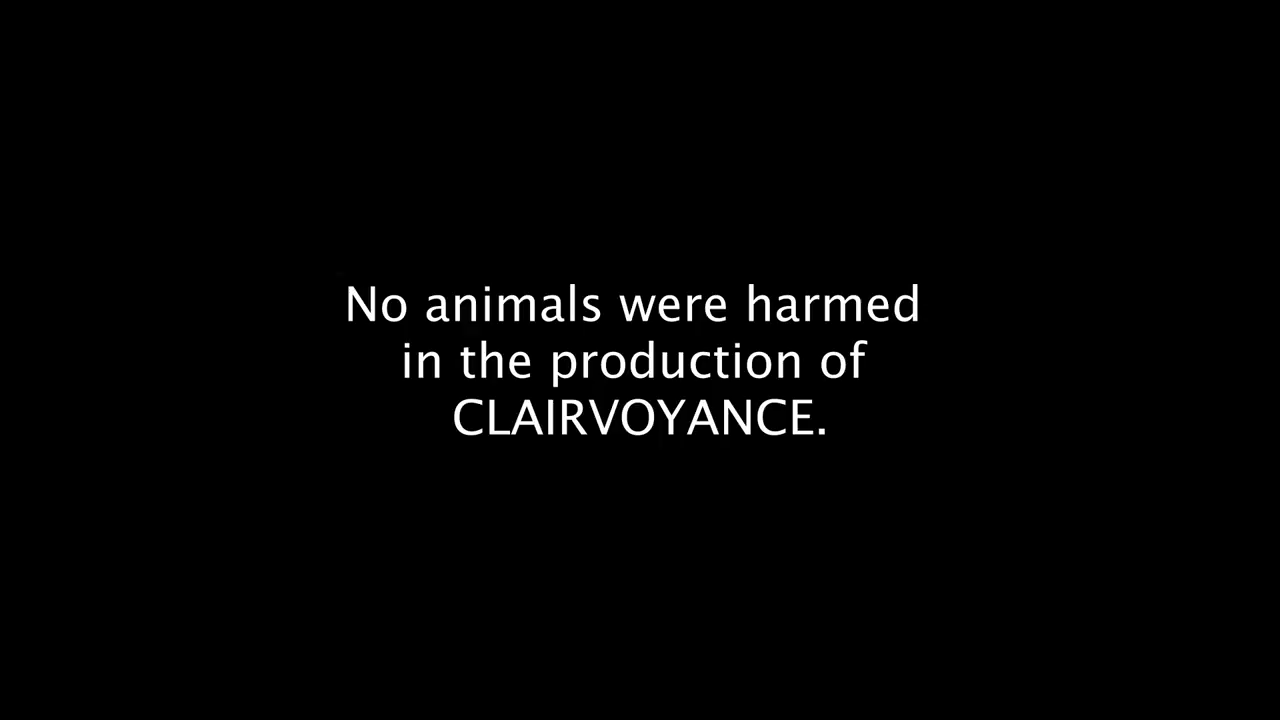 No animals were harmed
in the production of
CLAIRVOYANCE.